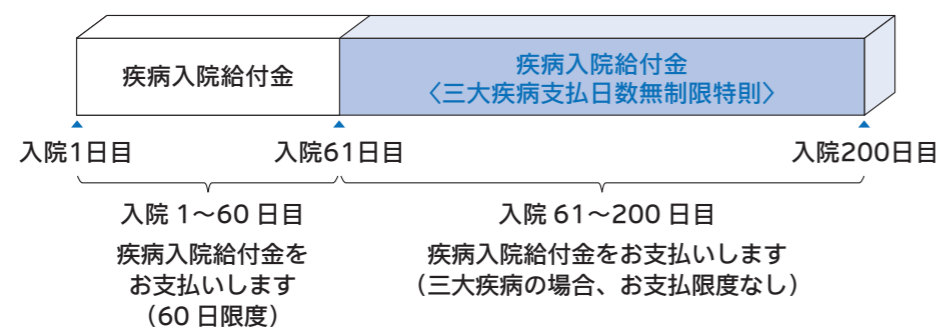 疾病入院給付金
疾病入院給付金
〈三大疾病支払日数無制限特則〉
入院1日目
入院61日目
入院200日目
入院 1～60 日目
疾病入院給付金を
お支払いします
（60 日限度）
入院 61～200 日目
疾病入院給付金をお支払いします
（三大疾病の場合、お支払限度なし）